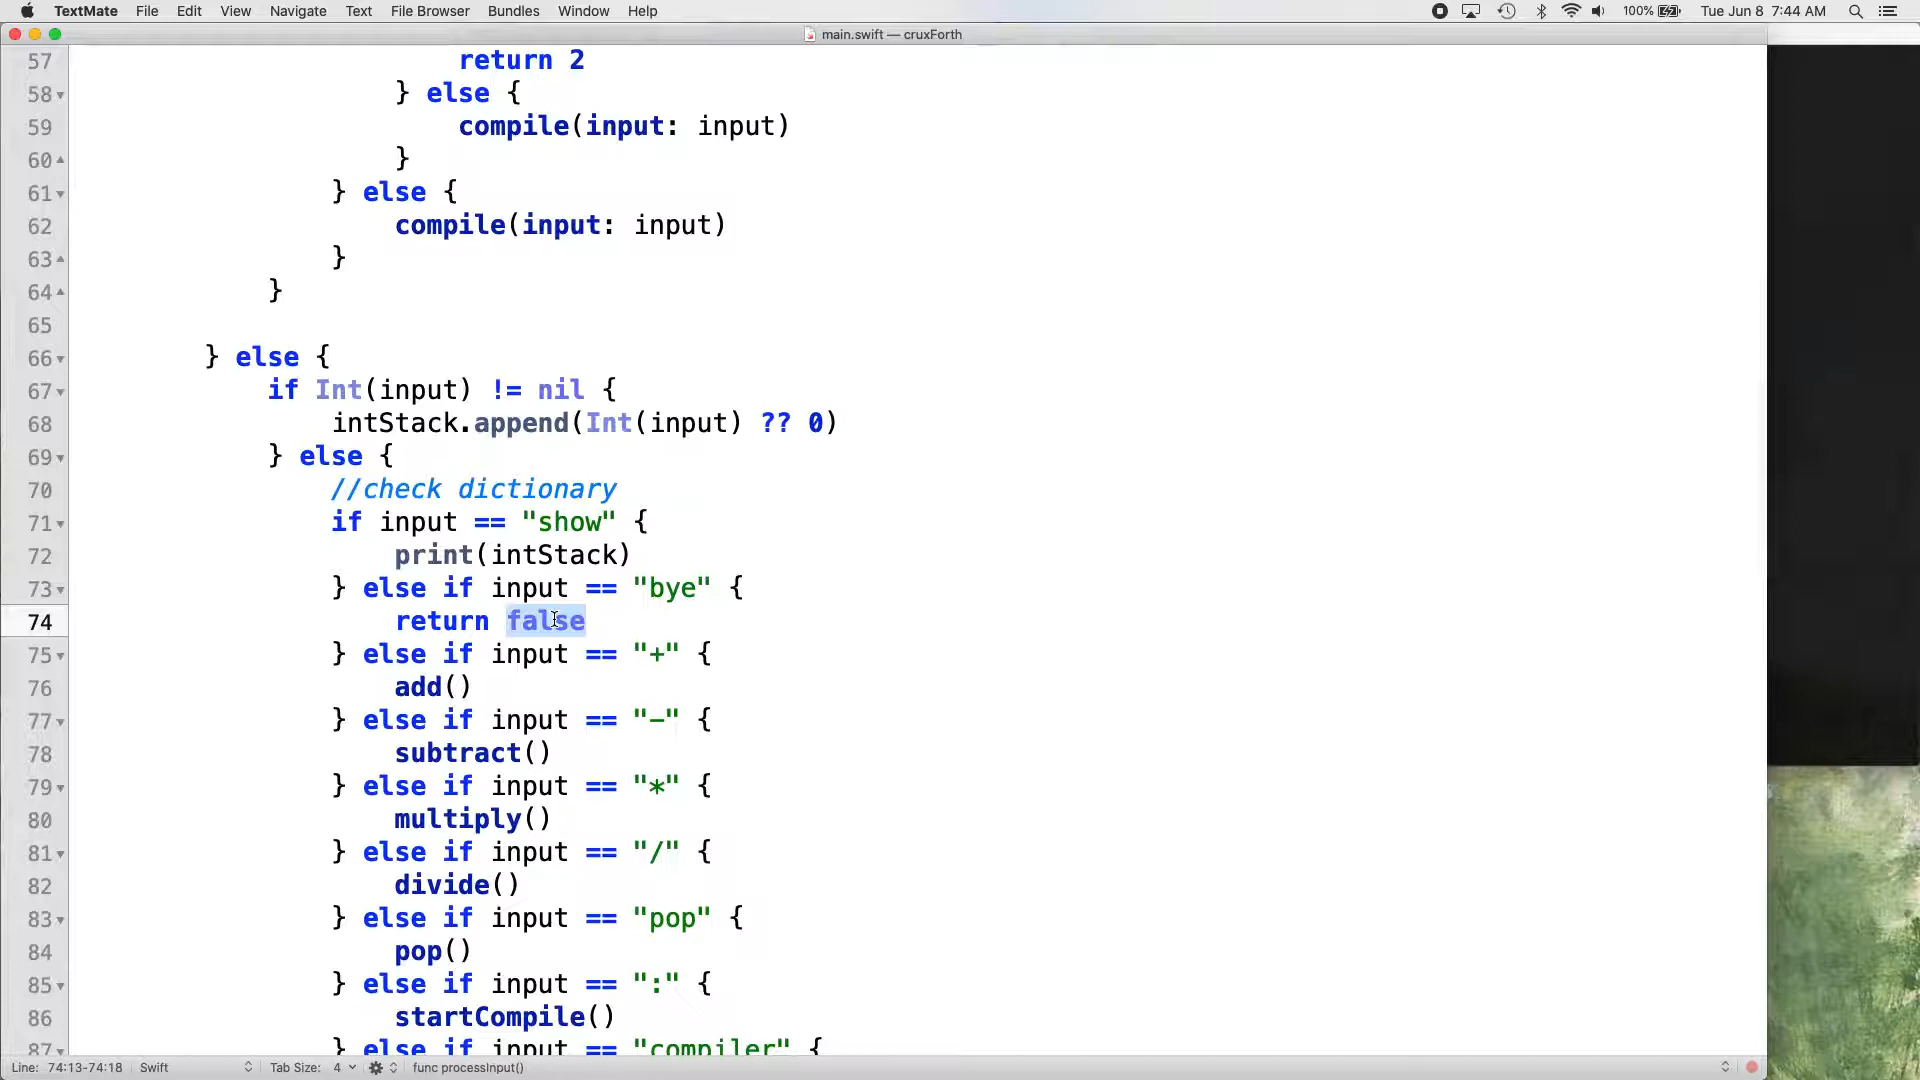 TextMate File Edit View Navigate Text File Browser Bundles Window Help 100% Tue Jun 8 7:44 AM
main.swift — cruxForth
57 return 2
58 } else {
59 compile(input: input)
60 }
61 } else {
62 compile(input: input)
63 }
64 }
65
66 } else {
67 if Int(input) != nil {
68 intStack.append(Int(input) ?? 0)
69 } else {
70 //check dictionary
71 if input == "show" {
72 print(intStack)
73 } else if input == "bye" {
74 return false
75 } else if input == "+" {
76 add()
77 } else if input == "-" {
78 subtract()
79 } else if input == "*" {
80 multiply()
81 } else if input == "/" {
82 divide()
83 } else if input == "pop" {
84 pop()
85 } else if input == ":" {
86 startCompile()
87 } else if input == "compiler" {
Line: 74:13-74:18 Swift Tab Size: 4 func processInput()